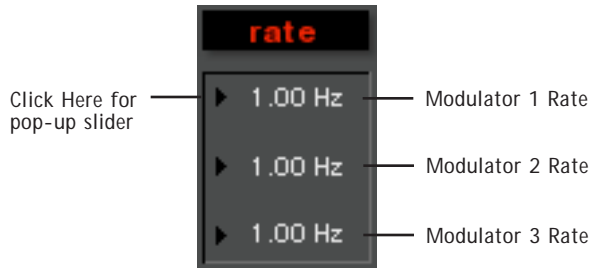 rate
Click Here for
pop-up slider
1.00 Hz
Modulator 1 Rate
1.00 Hz
Modulator 2 Rate
1.00 Hz
Modulator 3 Rate